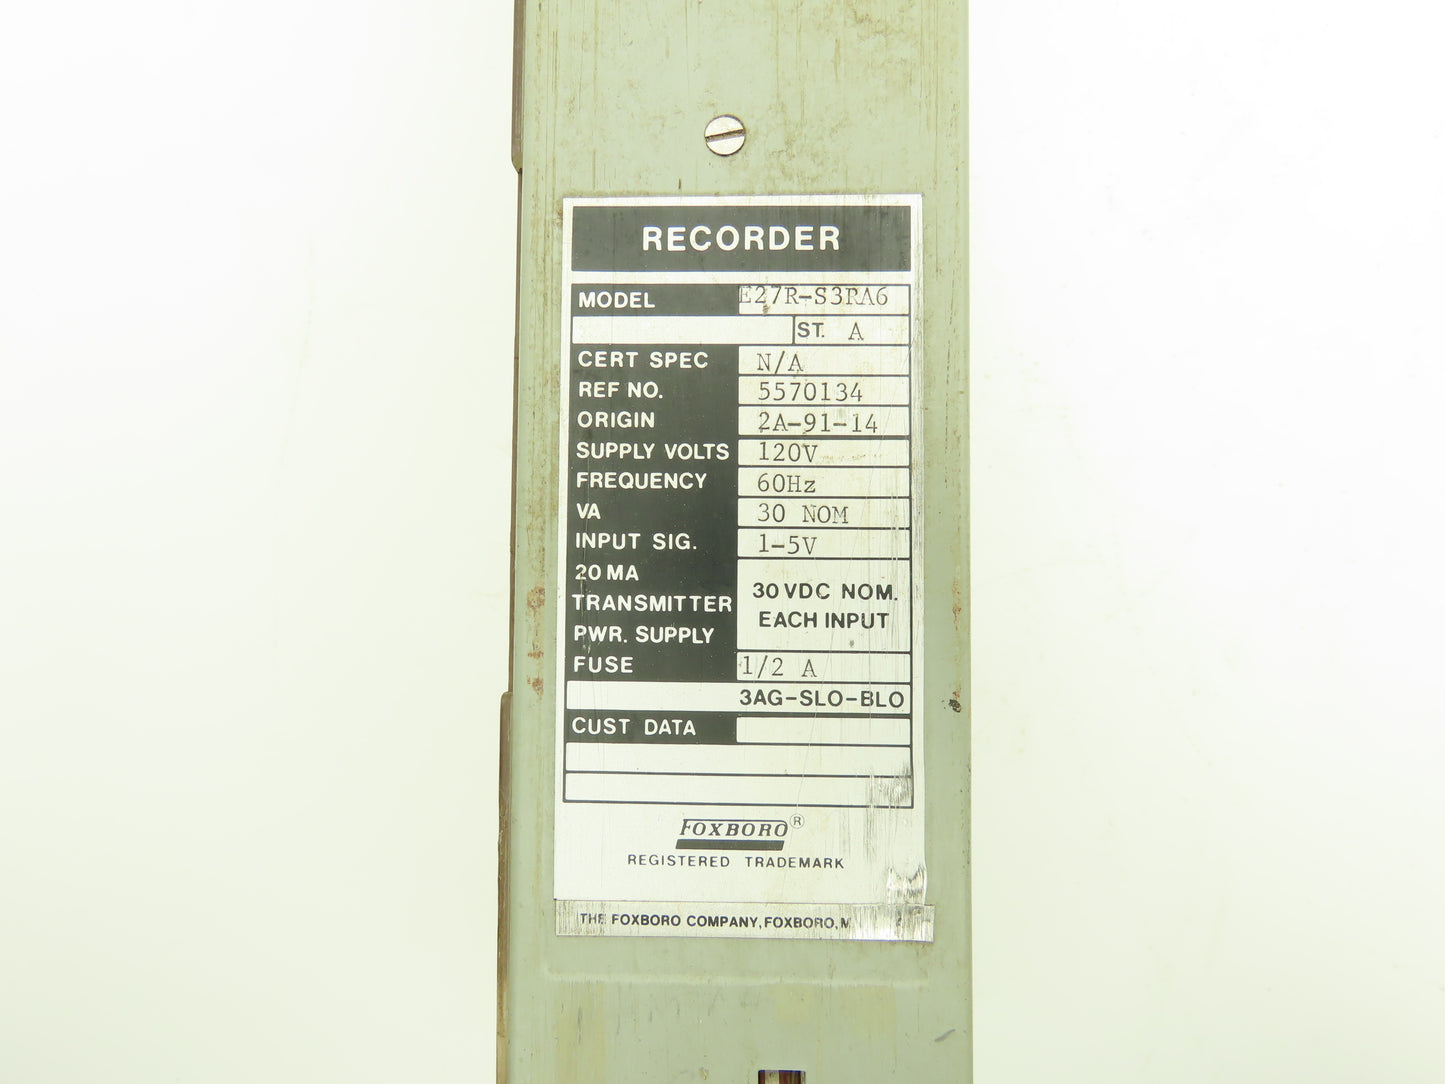 RECORDER
MODEL E27R-S3RA6
ST. A
CERT SPEC N/A
REF NO. 5570134
ORIGIN 2A-91-14
SUPPLY VOLTS 120V
FREQUENCY 60Hz
VA 30 NOM
INPUT SIG. 1-5V
20 MA
TRANSMITTER
PWR. SUPPLY
30 VDC NOM.
EACH INPUT
FUSE 1/2 A
3AG-SLO-BLO
CUST DATA
FOXBORO®
REGISTERED TRADEMARK
THE FOXBORO COMPANY, FOXBORO,